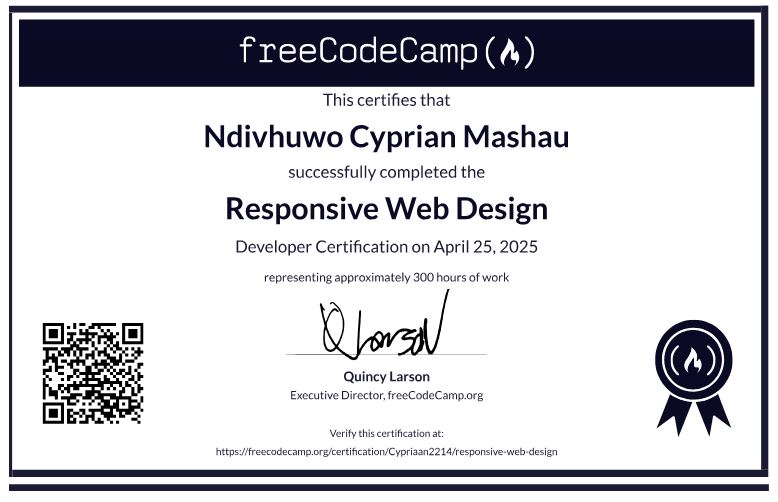 freeCodeCamp
This certifies that
Ndivhuwo Cyprian Mashau
successfully completed the
Responsive Web Design
Developer Certification on April 25, 2025
representing approximately 300 hours of work
Quincy Larson
Executive Director, freeCodeCamp.org
Verify this certification at:
https://freecodecamp.org/certification/Cypriaan2214/responsive-web-design